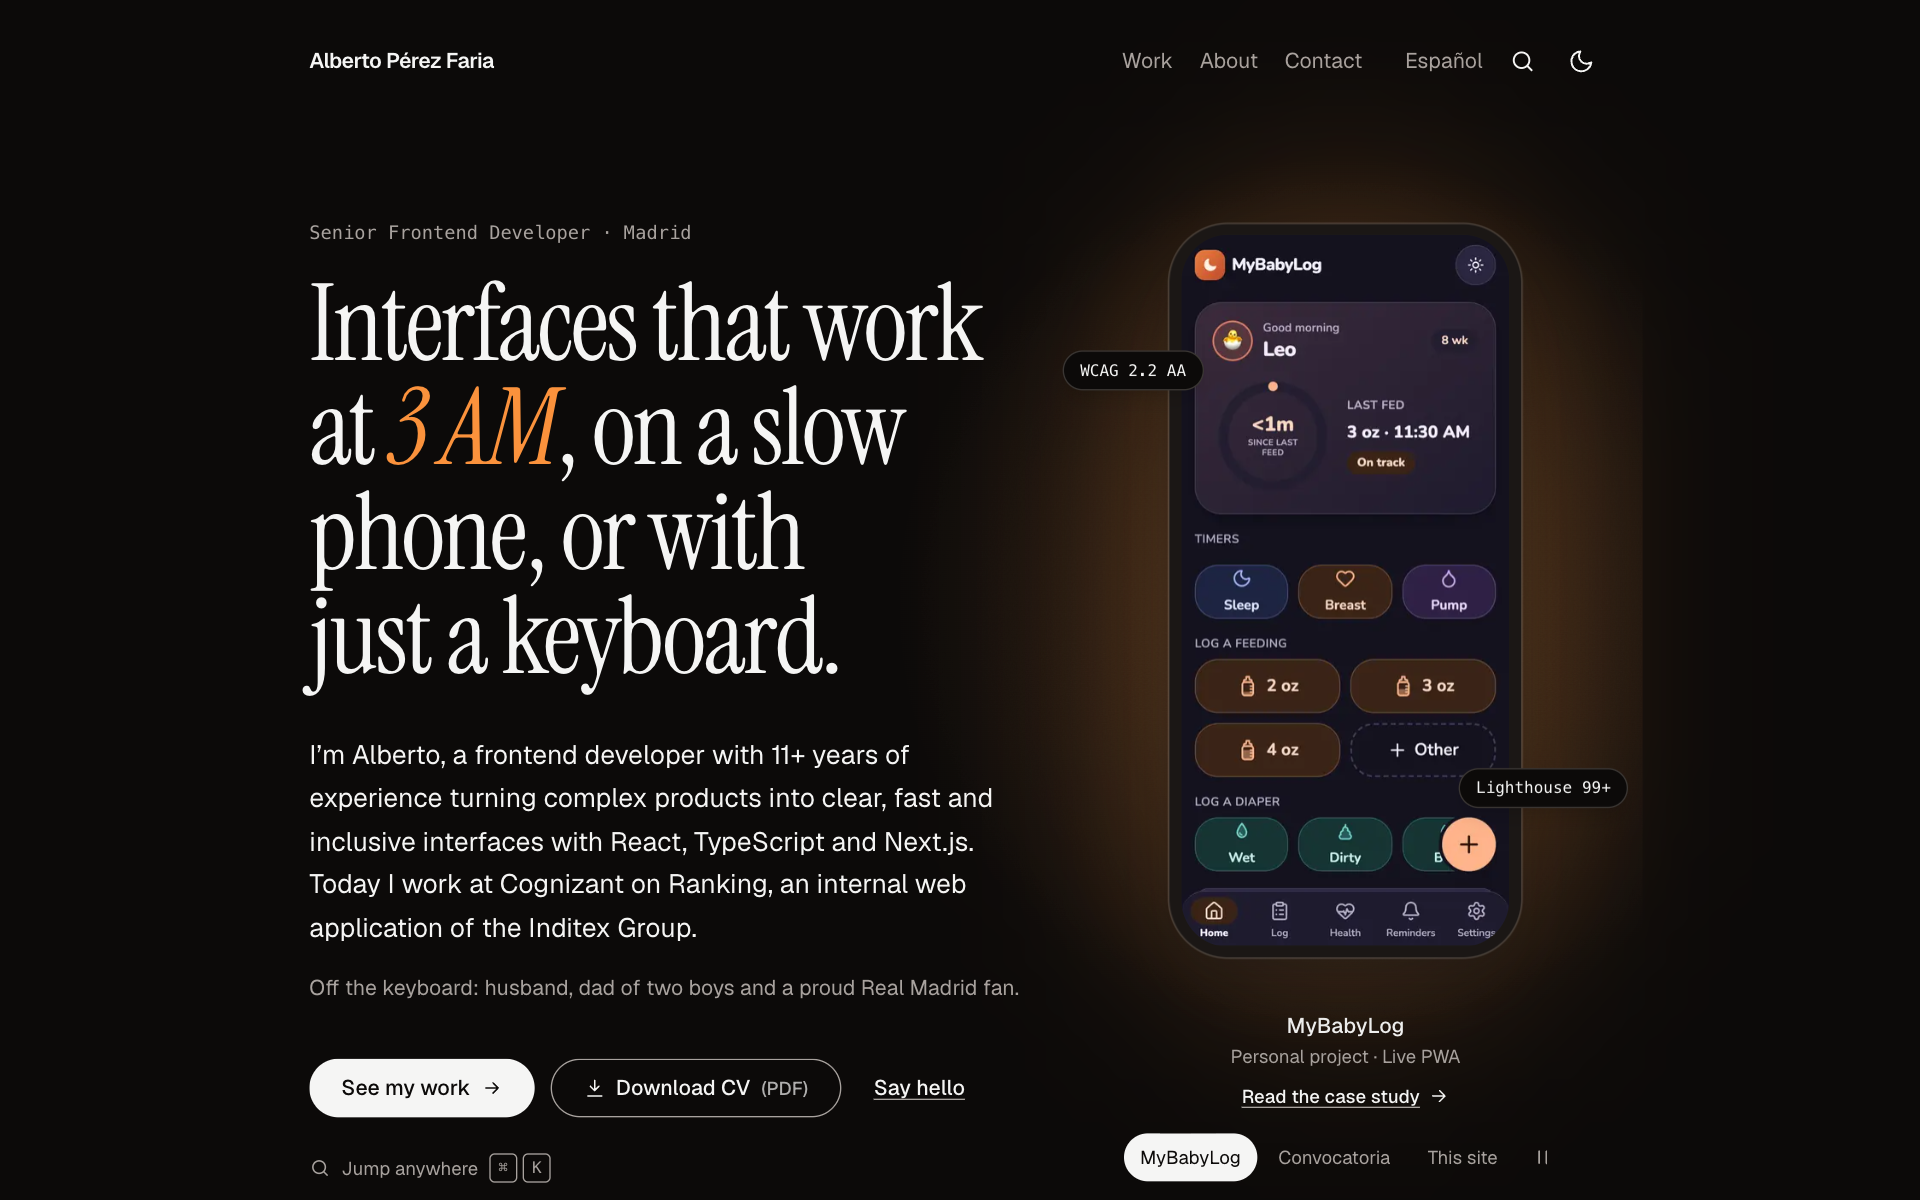 Alberto Pérez Faria
Work About Contact Español
Senior Frontend Developer · Madrid
Interfaces that work
at 3 AM, on a slow
phone, or with
just a keyboard.
I’m Alberto, a frontend developer with 11+ years of
experience turning complex products into clear, fast and
inclusive interfaces with React, TypeScript and Next.js.
Today I work at Cognizant on Ranking, an internal web
application of the Inditex Group.
Off the keyboard: husband, dad of two boys and a proud Real Madrid fan.
See my work →
Download CV (PDF)
Say hello
Jump anywhere ⌘ K
MyBabyLog
Good morning
Leo
8 wk
WCAG 2.2 AA
<1m
SINCE LAST
FEED
LAST FED
3 oz · 11:30 AM
On track
TIMERS
Sleep Breast Pump
LOG A FEEDING
2 oz 3 oz
4 oz + Other
Lighthouse 99+
LOG A DIAPER
Wet Dirty
Home Log Health Reminders Settings
MyBabyLog
Personal project · Live PWA
Read the case study →
MyBabyLog Convocatoria This site